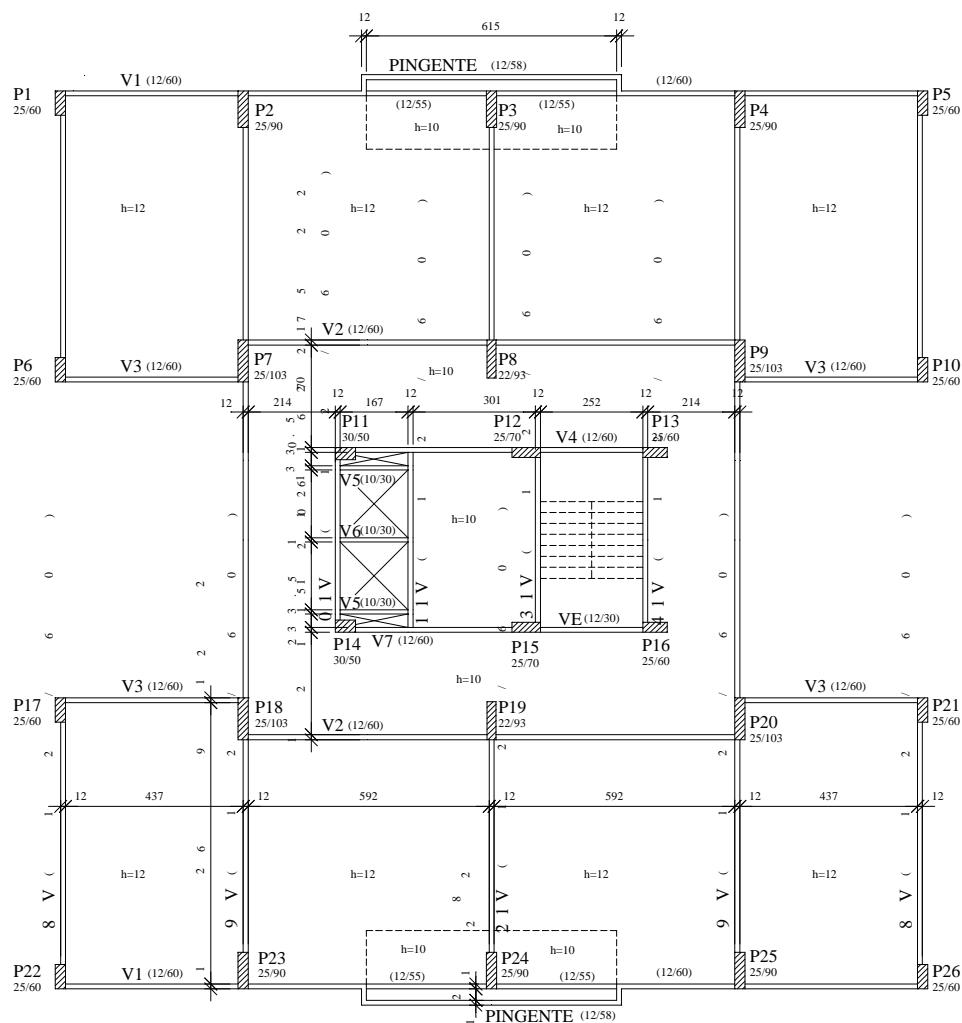 12 615 12
PINGENTE (12/58)
V1 (12/60) (12/60)
P1 25/60
P2 25/90
(12/55) P3 25/90 (12/55)
P4 25/90
P5 25/60
h=10 h=10
h=12 h=12 h=12 h=12
V2 (12/60)
P6 25/60
V3 (12/60)
P7 25/103
h=10
P8 22/93
P9 25/103
V3 (12/60)
P10 25/60
12 214 12 167 12 301 12 252 12 214 12
P11 30/50
P12 25/70
V4 (12/60)
P13 25/60
V5 (10/30)
h=10
V6 (10/30)
V5 (10/30)
V7 (12/60)
VE (12/30)
P14 30/50
P15 25/70
P16 25/60
h=10
P17 25/60
V3 (12/60)
P18 25/103
V2 (12/60)
P19 22/93
P20 25/103
V3 (12/60)
P21 25/60
12 437 12 592 12 592 12 437 12
h=12 h=12 h=12 h=12
V8 V9 V12 V9 V8
h=10 h=10
P22 25/60
V1 (12/60)
P23 25/90
(12/55)
P24 25/90
(12/55) (12/60)
P25 25/90
P26 25/60
PINGENTE (12/58)